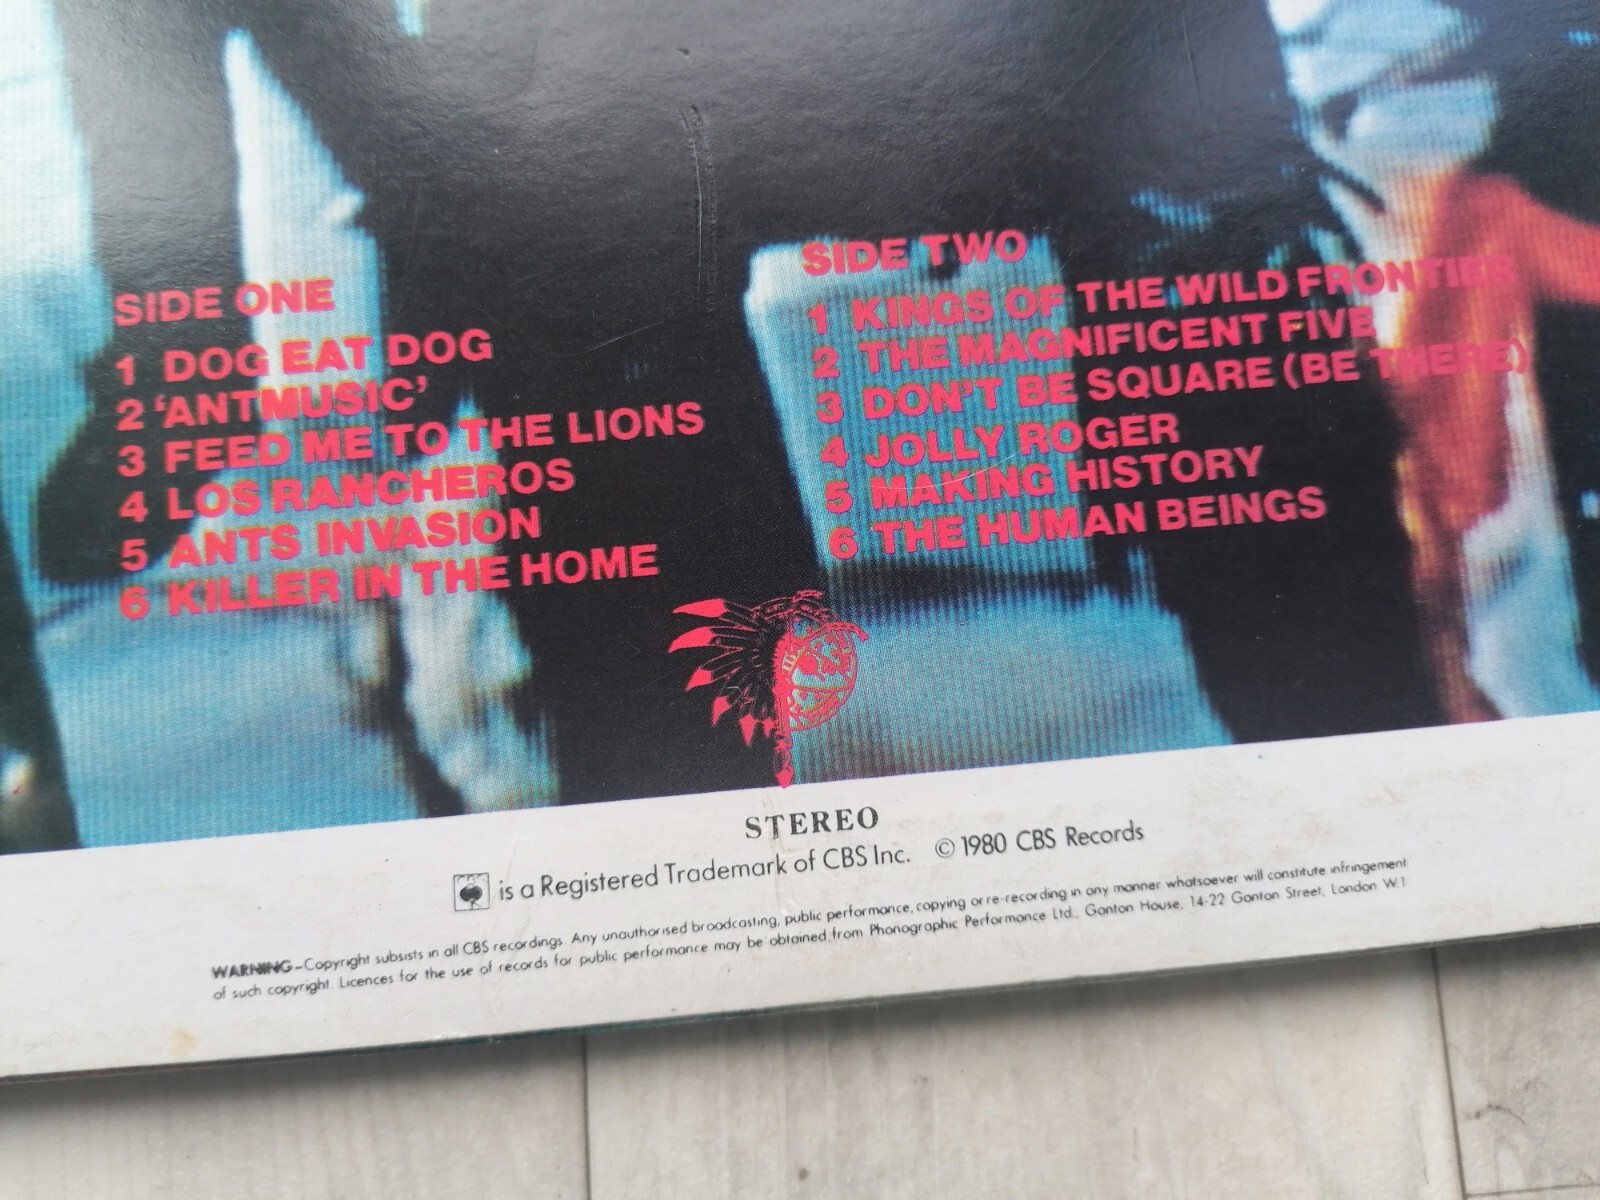 SIDE ONE
1 DOG EAT DOG
2 'ANTMUSIC'
3 FEED ME TO THE LIONS
4 LOS RANCHEROS
5 ANTS INVASION
6 KILLER IN THE HOME
SIDE TWO
1 KINGS OF THE WILD FRONTIER
2 THE MAGNIFICENT FIVE
3 DON'T BE SQUARE (BE THERE)
4 JOLLY ROGER
5 MAKING HISTORY
6 THE HUMAN BEINGS
STEREO
is a Registered Trademark of CBS Inc. © 1980 CBS Records
WARNING–Copyright subsists in all CBS recordings. Any unauthorised broadcasting, public performance, copying or re-recording in any manner whatsoever will constitute infringement
of such copyright. Licences for the use of records for public performance may be obtained from Phonographic Performance Ltd., Ganton House, 14-22 Ganton Street, London W1